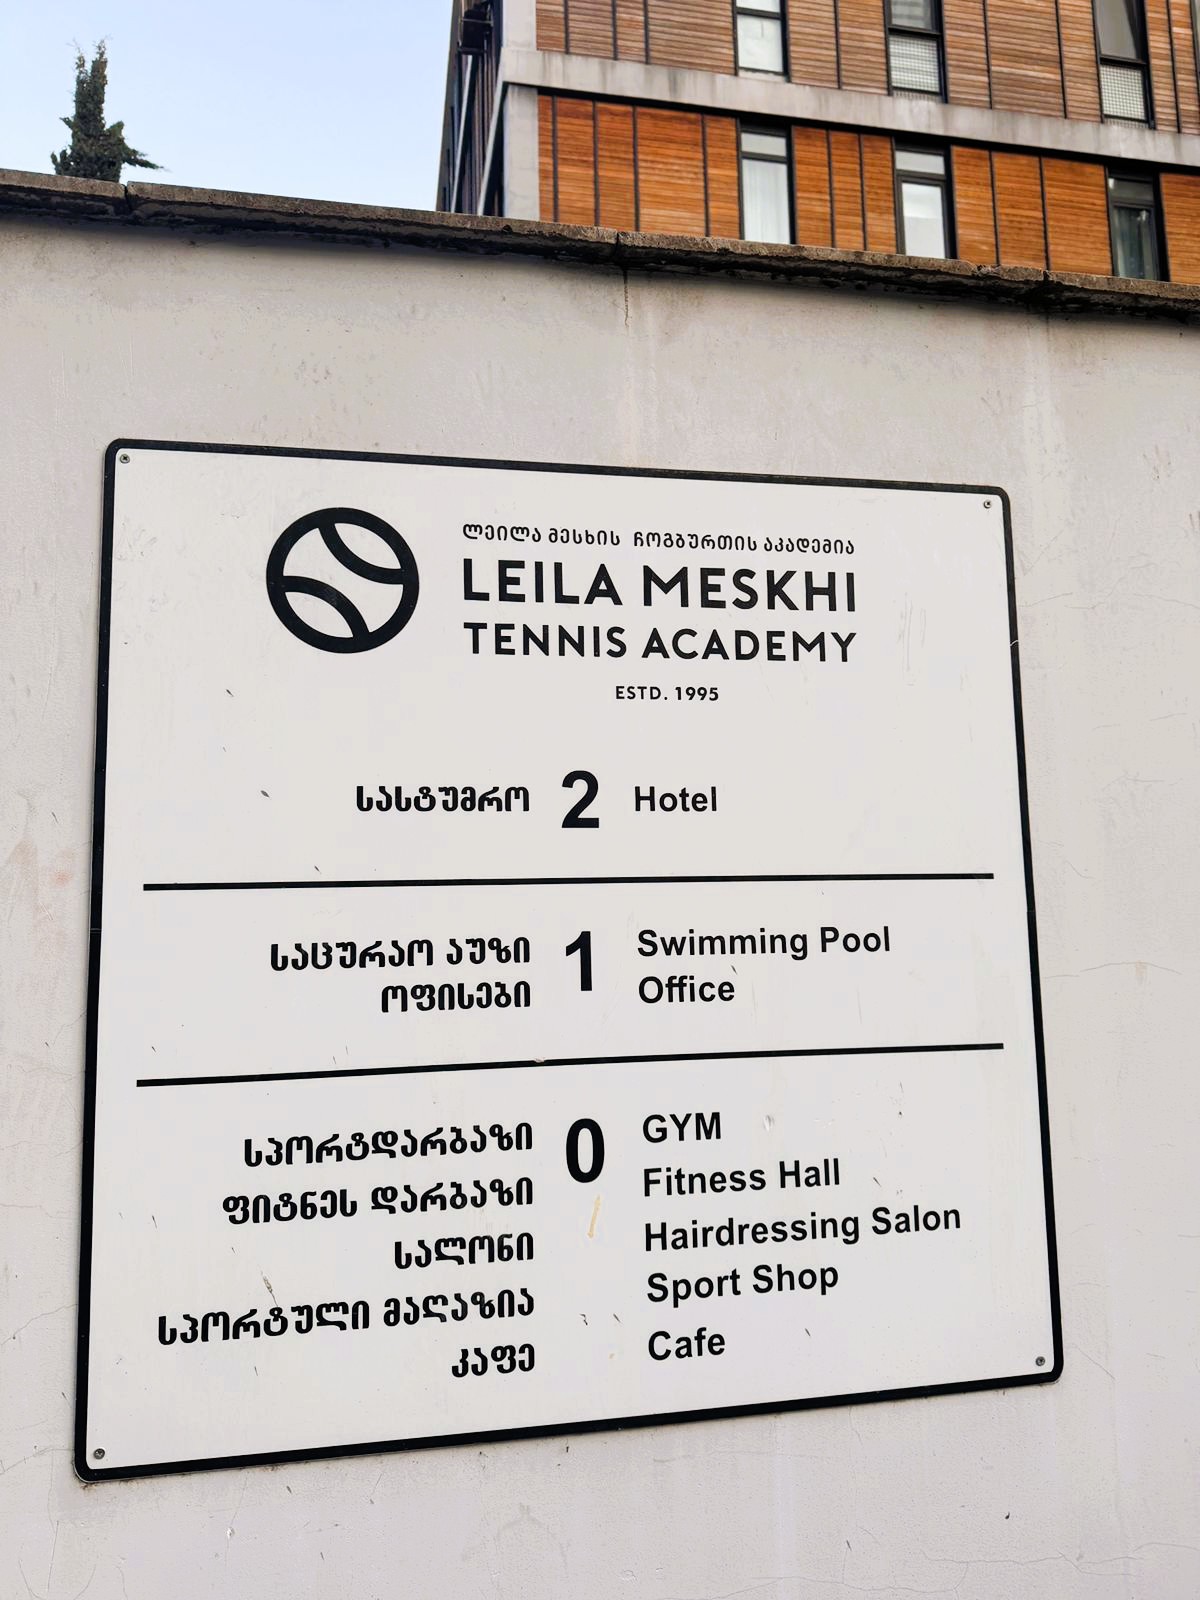 ლეილა მესხის ჩოგბურთის აკადემია
LEILA MESKHI
TENNIS ACADEMY
ESTD. 1995
სასტუმრო 2 Hotel
საცურაო აუზი 1 Swimming Pool
ოფისები Office
სპორტდარბაზი 0 GYM
ფიტნეს დარბაზი Fitness Hall
სალონი Hairdressing Salon
სპორტული მაღაზია Sport Shop
კაფე Cafe